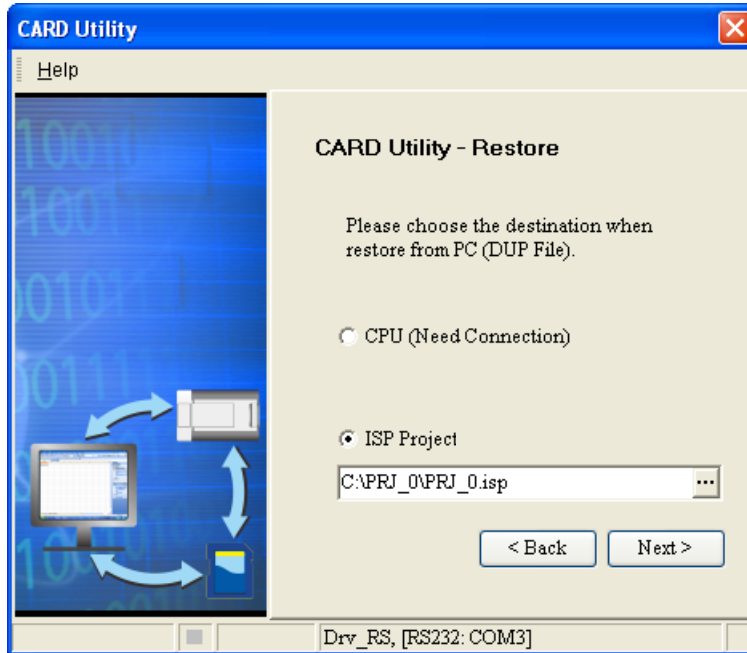 CARD Utility
Help
CARD Utility - Restore
Please choose the destination when
restore from PC (DUP File).
CPU (Need Connection)
ISP Project
C:\PRJ_0\PRJ_0.isp
...
< Back
Next >
Drv_RS, [RS232: COM3]